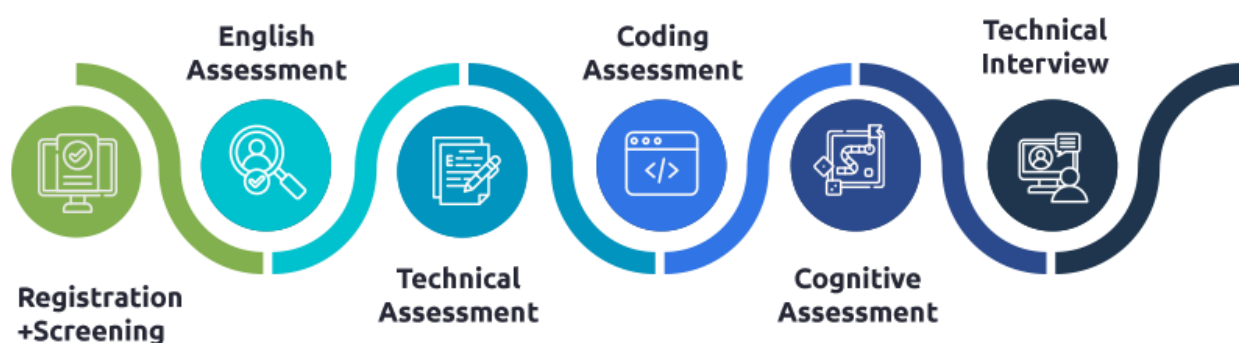 Registration
+Screening
English
Assessment
Technical
Assessment
Coding
Assessment
Cognitive
Assessment
Technical
Interview